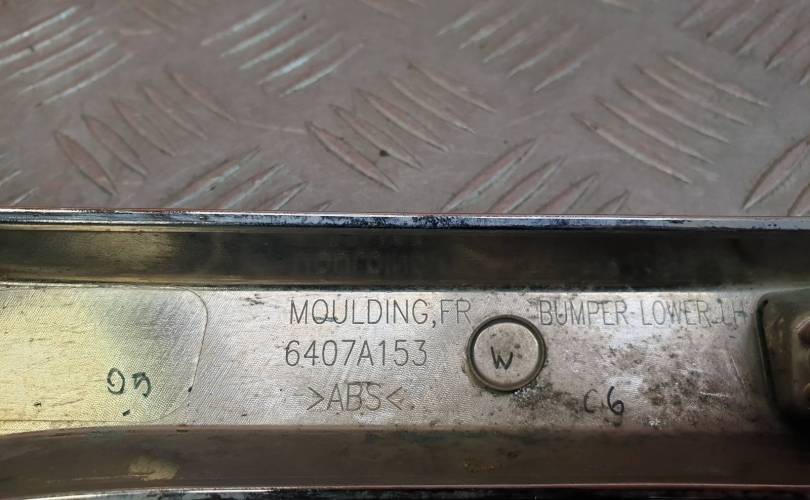 MOULDING,FR BUMPER LOWER.LH
6407A153
W
>ABS<
C6